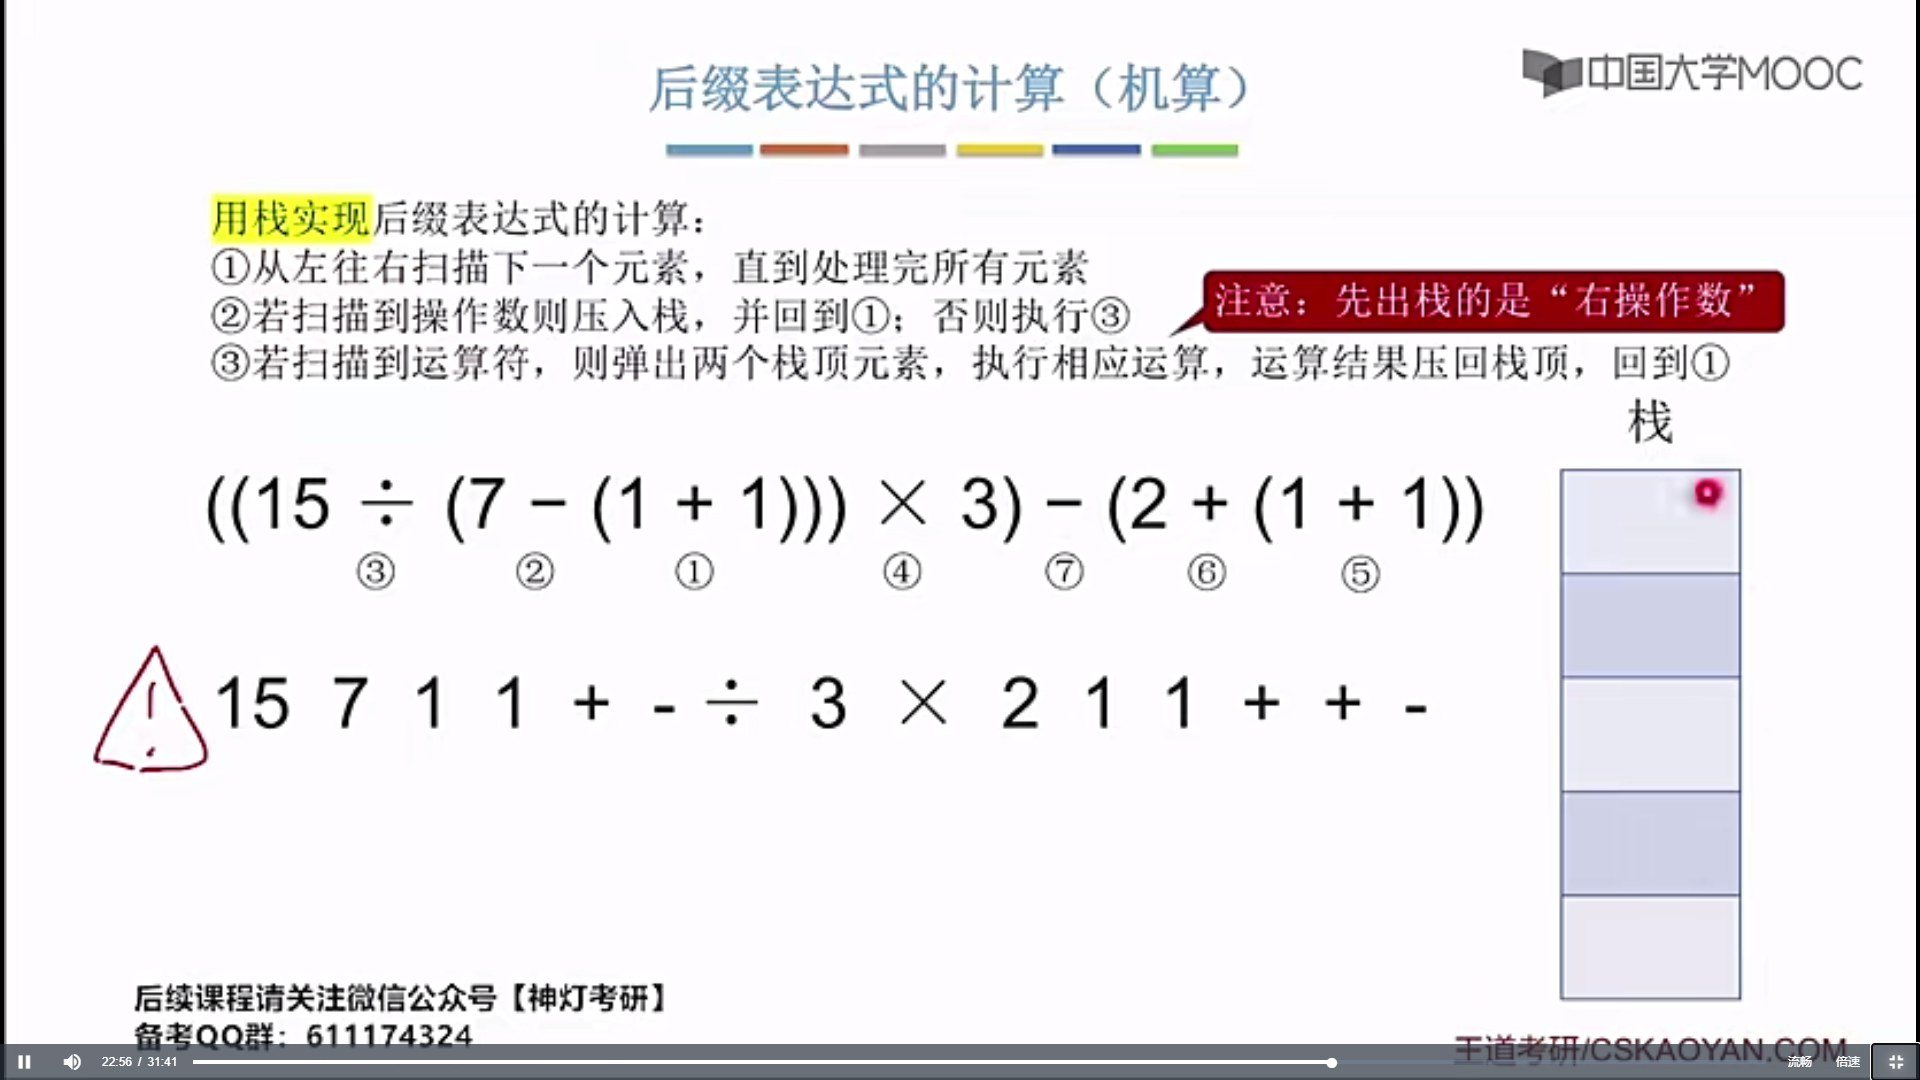 后缀表达式的计算（机算）
中国大学MOOC
用栈实现后缀表达式的计算：
①从左往右扫描下一个元素，直到处理完所有元素
②若扫描到操作数则压入栈，并回到①；否则执行③
注意：先出栈的是“右操作数”
③若扫描到运算符，则弹出两个栈顶元素，执行相应运算，运算结果压回栈顶，回到①
栈
((15 ÷ (7 − (1 + 1))) × 3) − (2 + (1 + 1))
③ ② ① ④ ⑦ ⑥ ⑤
15 7 1 1 + - ÷ 3 × 2 1 1 + + -
后续课程请关注微信公众号【神灯考研】
备考QQ群：611174324
王道考研/CSKAOYAN.COM
22:56 / 31:41
流畅 倍速